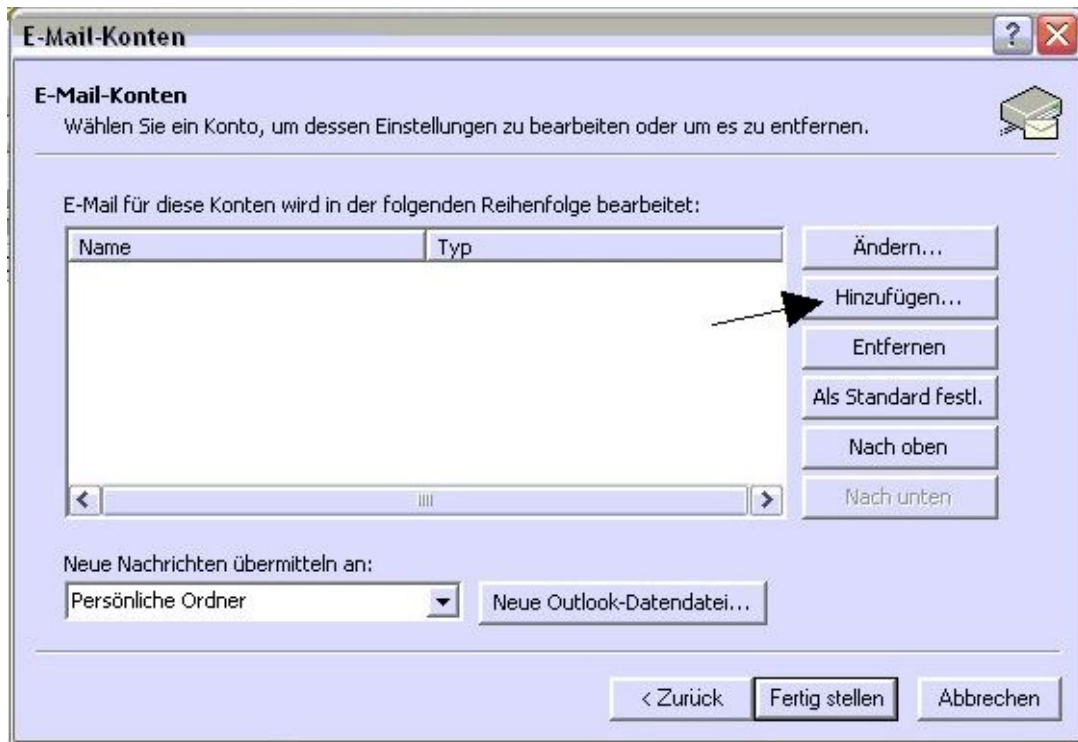 E-Mail-Konten
E-Mail-Konten
Wählen Sie ein Konto, um dessen Einstellungen zu bearbeiten oder um es zu entfernen.
E-Mail für diese Konten wird in der folgenden Reihenfolge bearbeitet:
Name Typ
Ändern...
Hinzufügen...
Entfernen
Als Standard festl.
Nach oben
Nach unten
Neue Nachrichten übermitteln an:
Persönliche Ordner Neue Outlook-Datendatei...
< Zurück Fertig stellen Abbrechen